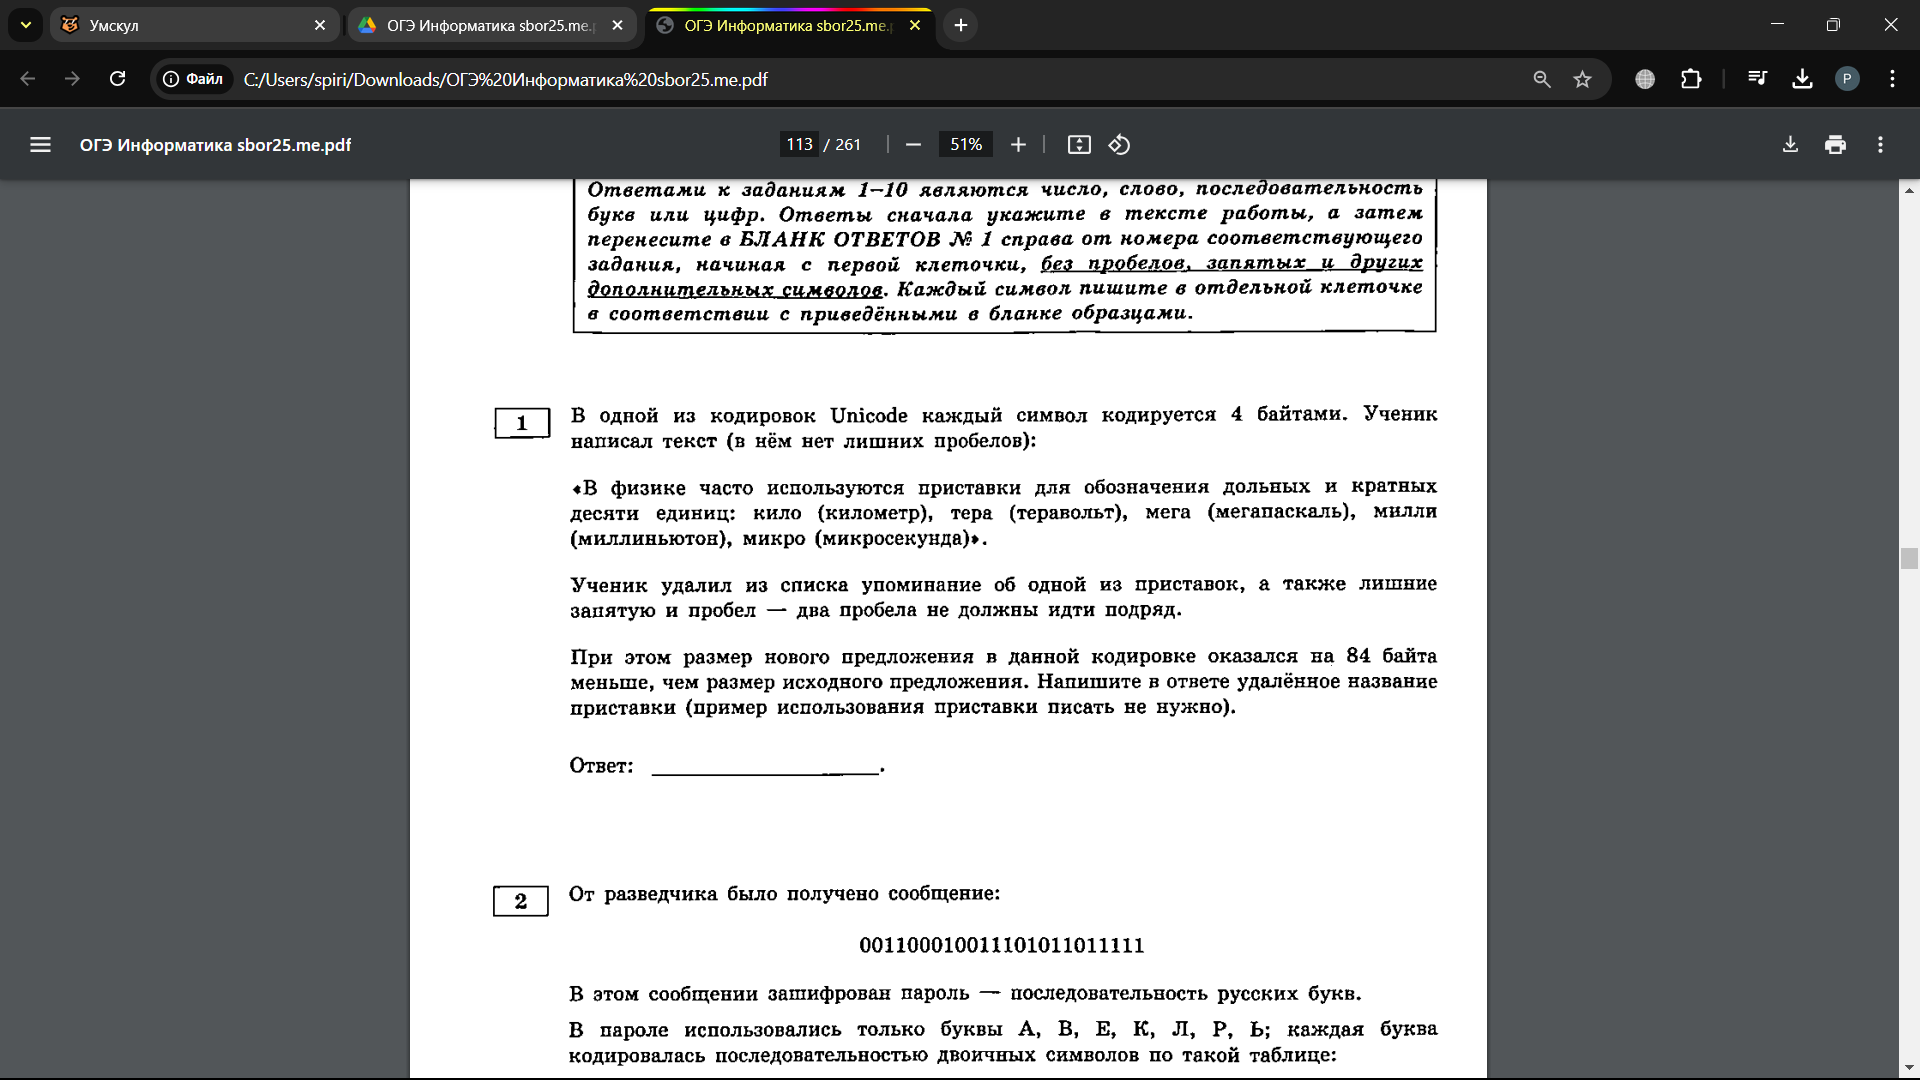 Умскул
ОГЭ Информатика sbor25.me.p
ОГЭ Информатика sbor25.me.p
Файл
C:/Users/spiri/Downloads/ОГЭ%20Информатика%20sbor25.me.pdf
P
ОГЭ Информатика sbor25.me.pdf
113 / 261
51%
Ответами к заданиям 1–10 являются число, слово, последовательность
букв или цифр. Ответы сначала укажите в тексте работы, а затем
перенесите в БЛАНК ОТВЕТОВ № 1 справа от номера соответствующего
задания, начиная с первой клеточки, без пробелов, запятых и других
дополнительных символов. Каждый символ пишите в отдельной клеточке
в соответствии с приведёнными в бланке образцами.
1
В одной из кодировок Unicode каждый символ кодируется 4 байтами. Ученик
написал текст (в нём нет лишних пробелов):
«В физике часто используются приставки для обозначения дольных и кратных
десяти единиц: кило (километр), тера (теравольт), мега (мегапаскаль), милли
(миллиньютон), микро (микросекунда)».
Ученик удалил из списка упоминание об одной из приставок, а также лишние
запятую и пробел — два пробела не должны идти подряд.
При этом размер нового предложения в данной кодировке оказался на 84 байта
меньше, чем размер исходного предложения. Напишите в ответе удалённое название
приставки (пример использования приставки писать не нужно).
Ответ: ____________________.
2
От разведчика было получено сообщение:
001100010011101011011111
В этом сообщении зашифрован пароль — последовательность русских букв.
В пароле использовались только буквы А, В, Е, К, Л, Р, Ь; каждая буква
кодировалась последовательностью двоичных символов по такой таблице: